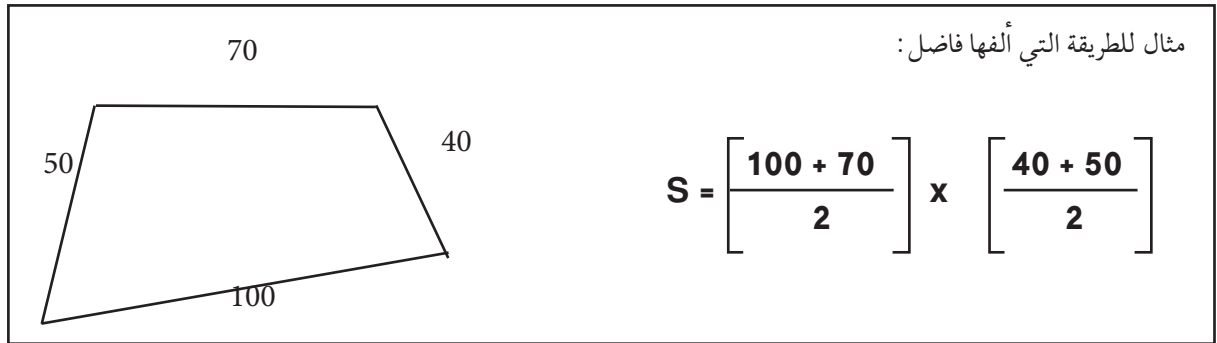 مثال للطريقة التي ألفها فاضل:
70
50
40
100
S = [ 100 + 70 / 2 ] x [ 40 + 50 / 2 ]